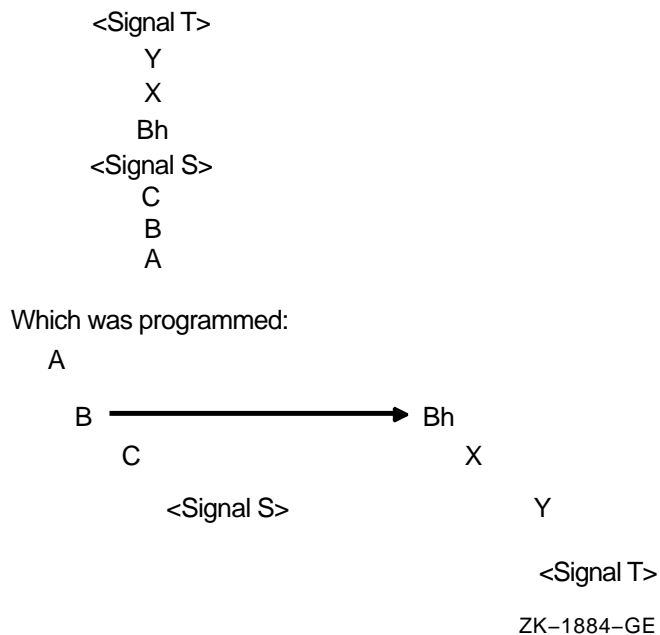 <Signal T>
Y
X
Bh
<Signal S>
C
B
A
Which was programmed:
A
B Bh
C X
<Signal S> Y
<Signal T>
ZK–1884–GE